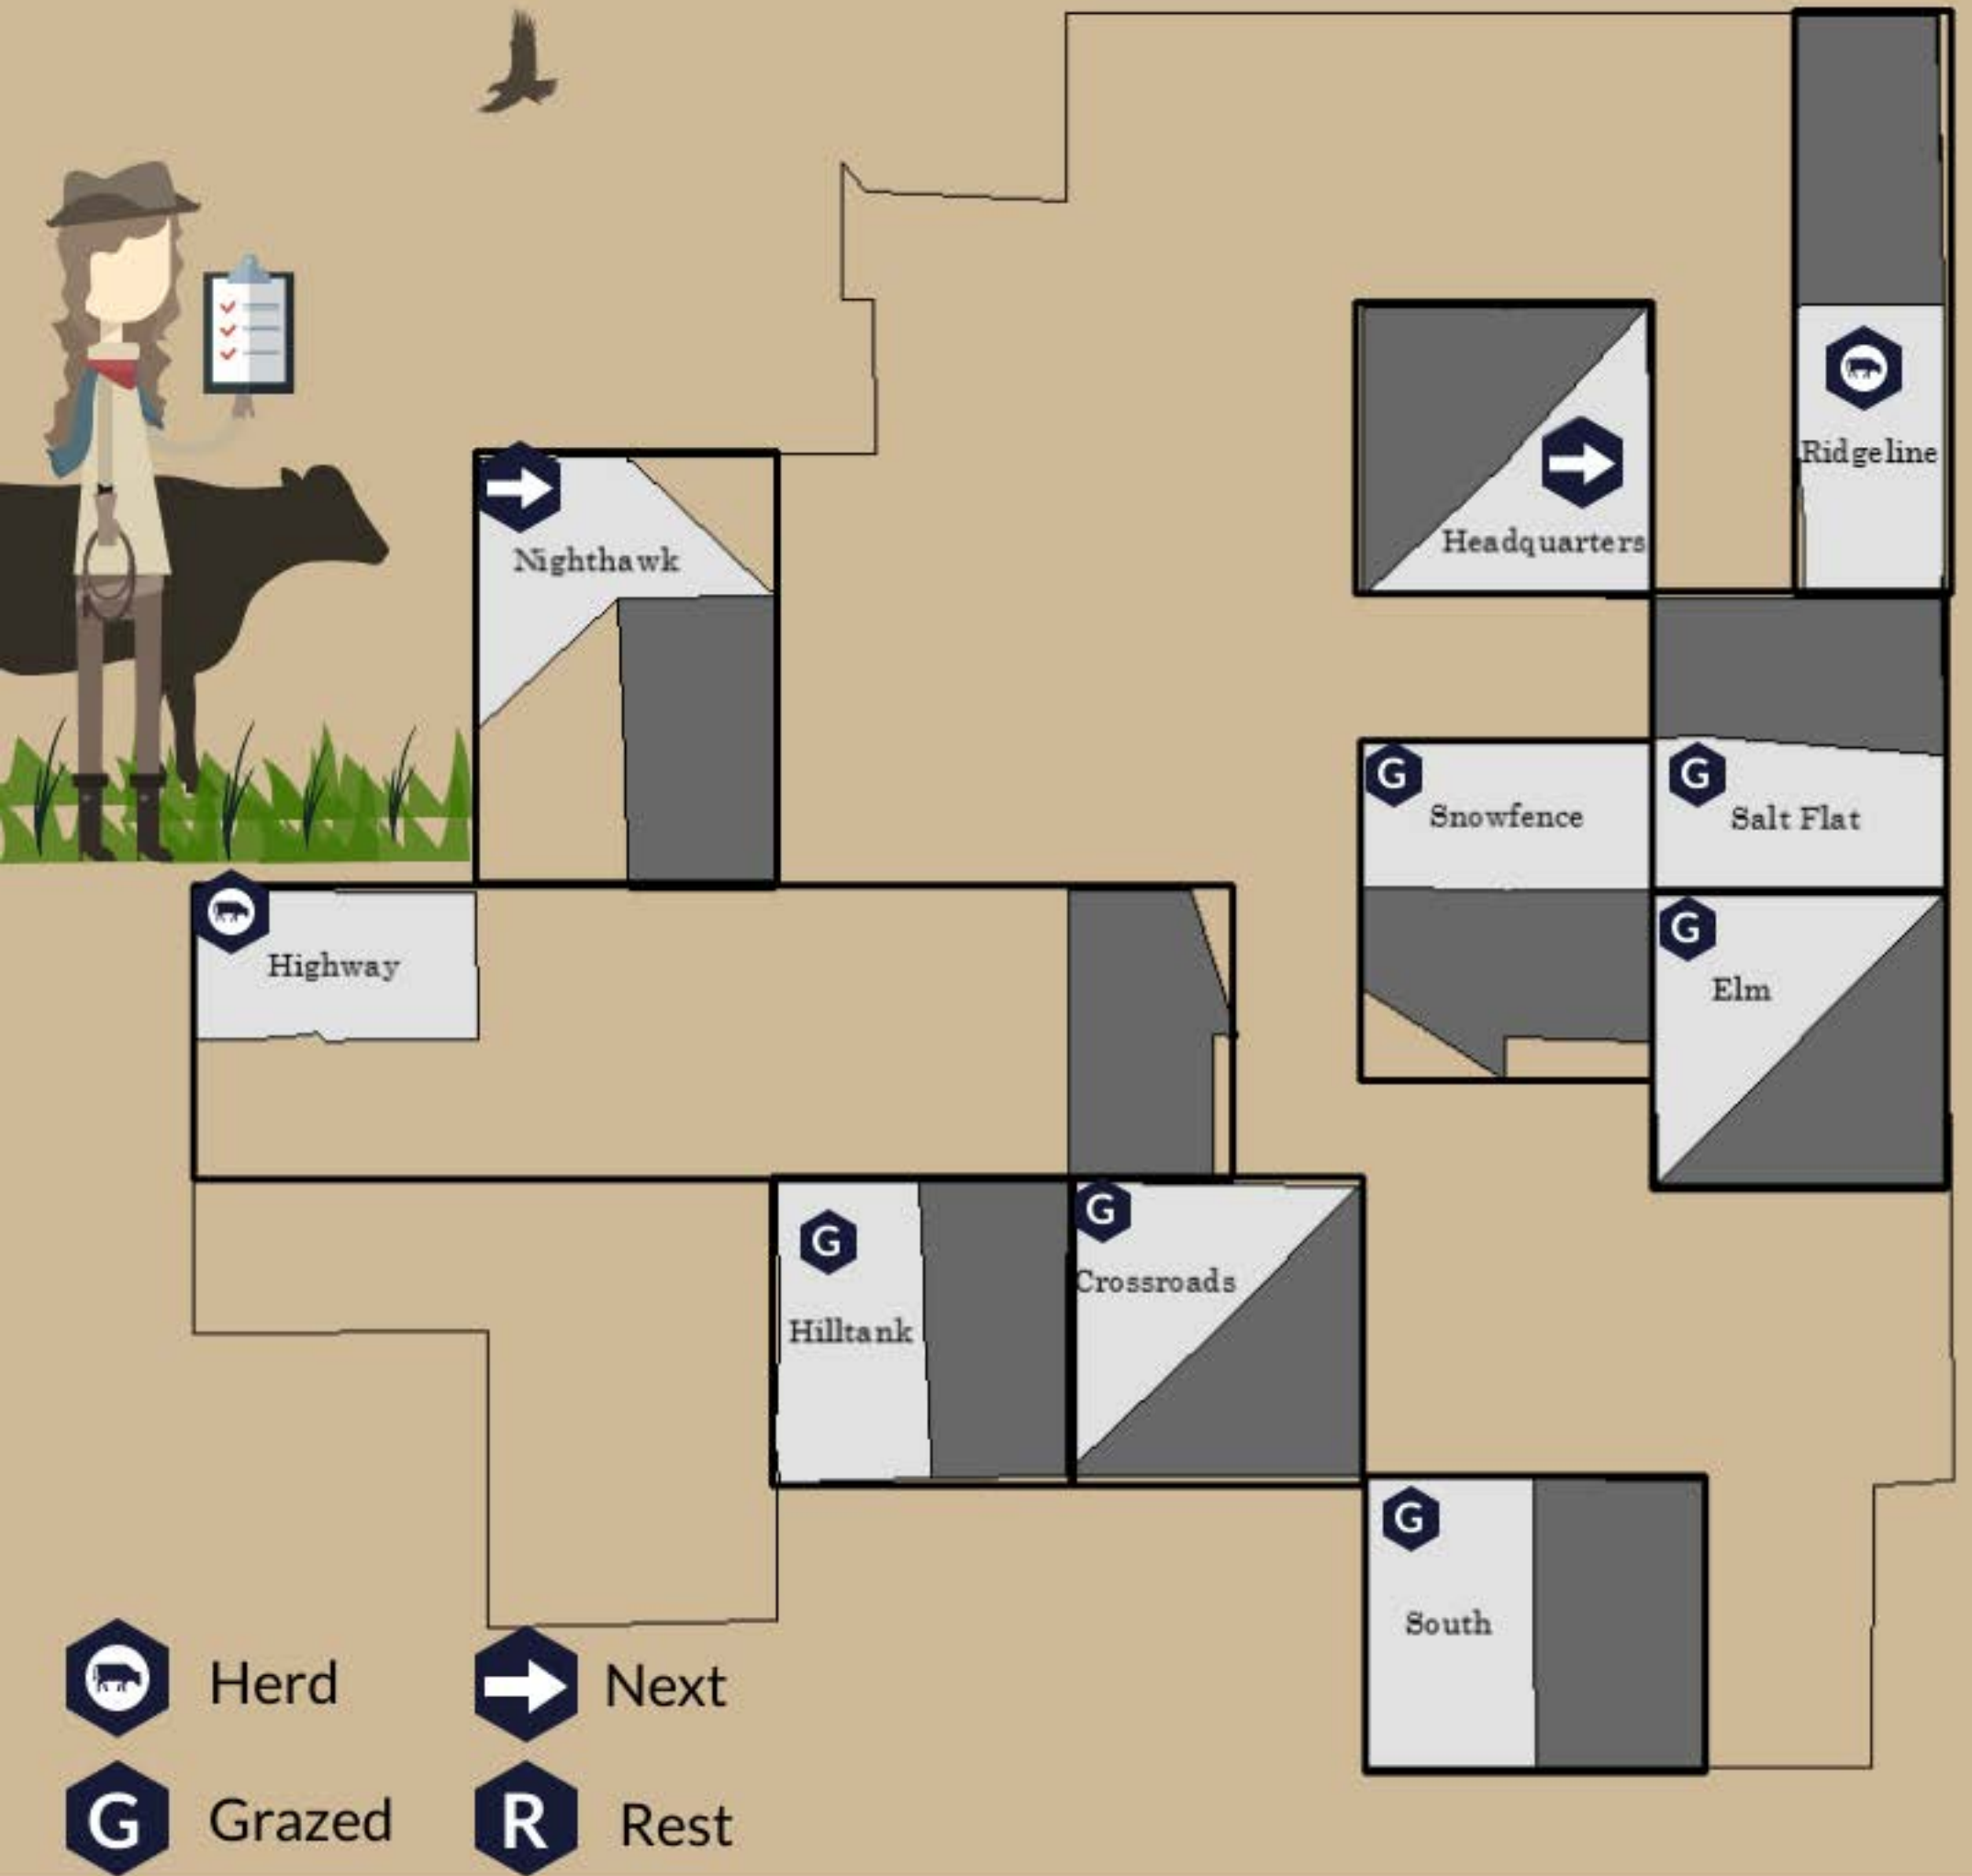 Ridgeline
Headquarters
Nighthawk
G
Snowfence
G
Salt Flat
G
Elm
Highway
G
Hilltank
G
Crossroads
G
South
Herd
Next
G Grazed
R Rest